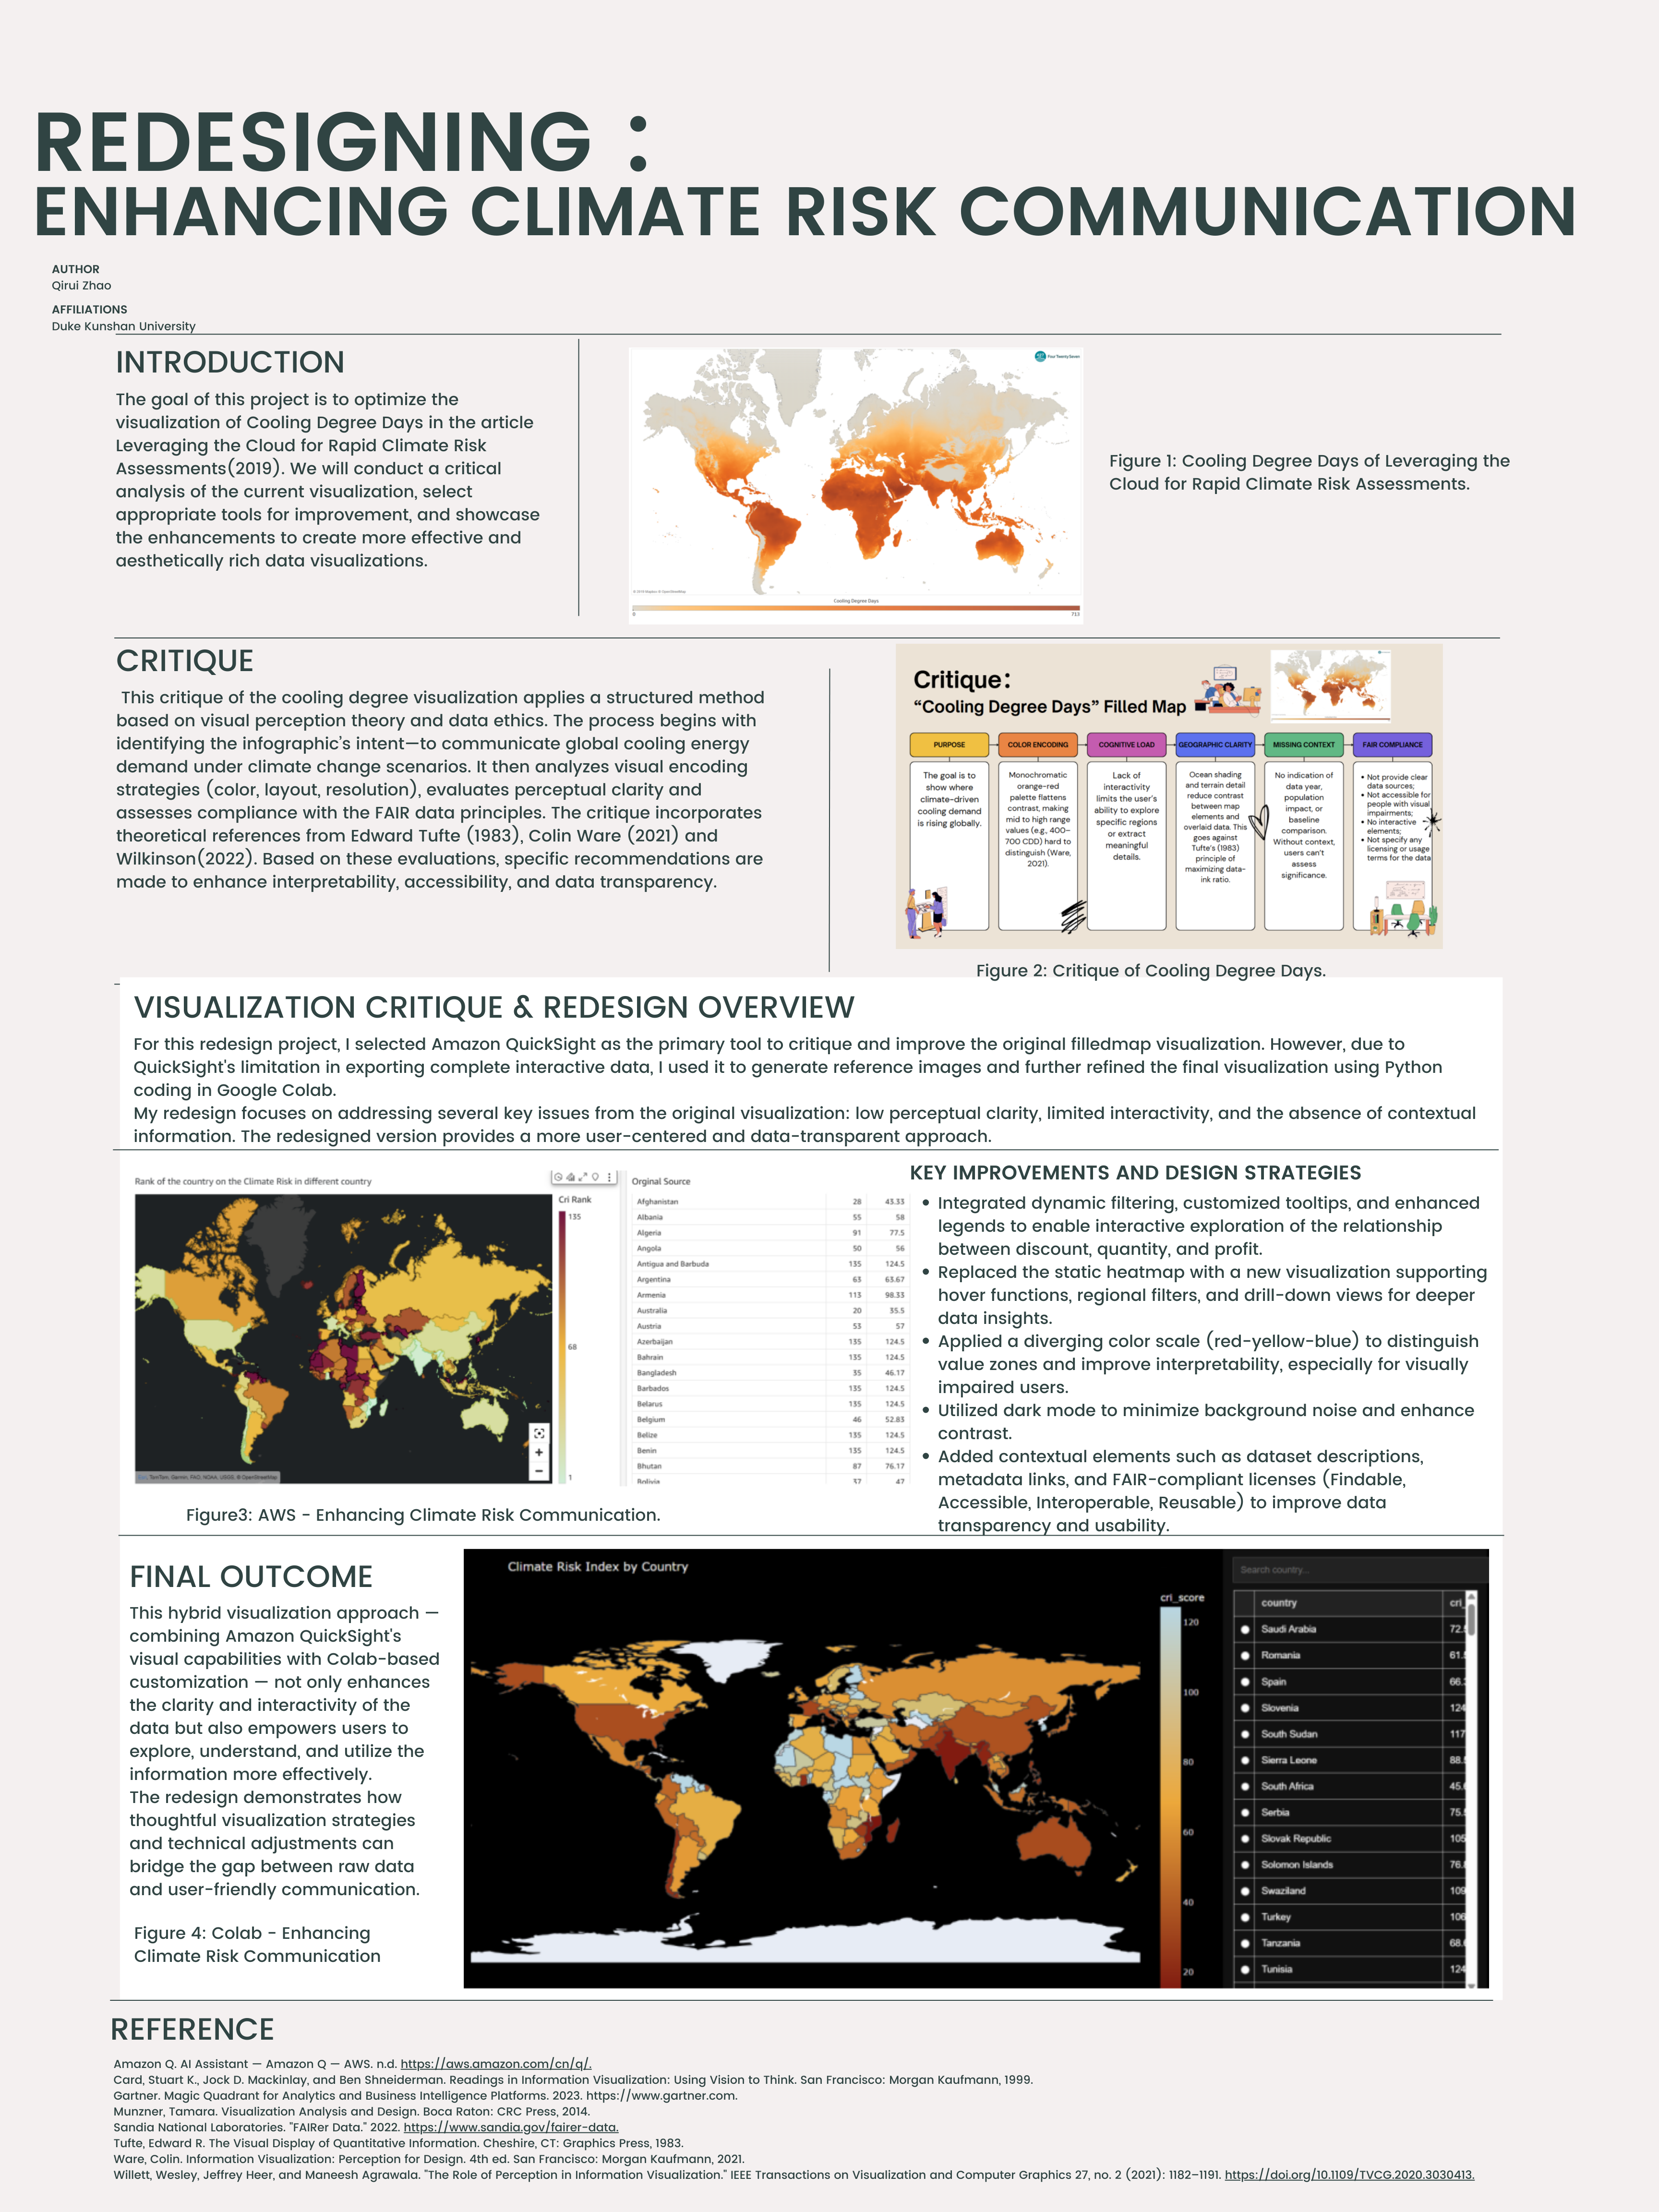 REDESIGNING :
ENHANCING CLIMATE RISK COMMUNICATION
AUTHOR
Qirui Zhao
AFFILIATIONS
Duke Kunshan University
INTRODUCTION
The goal of this project is to optimize the
visualization of Cooling Degree Days in the article
Leveraging the Cloud for Rapid Climate Risk
Assessments(2019). We will conduct a critical
analysis of the current visualization, select
appropriate tools for improvement, and showcase
the enhancements to create more effective and
aesthetically rich data visualizations.
Four Twenty Seven
© 2019 Mapbox © OpenStreetMap
Cooling Degree Days
0
713
Figure 1: Cooling Degree Days of Leveraging the
Cloud for Rapid Climate Risk Assessments.
CRITIQUE
This critique of the cooling degree visualization applies a structured method
based on visual perception theory and data ethics. The process begins with
identifying the infographic's intent—to communicate global cooling energy
demand under climate change scenarios. It then analyzes visual encoding
strategies (color, layout, resolution), evaluates perceptual clarity and
assesses compliance with the FAIR data principles. The critique incorporates
theoretical references from Edward Tufte (1983), Colin Ware (2021) and
Wilkinson(2022). Based on these evaluations, specific recommendations are
made to enhance interpretability, accessibility, and data transparency.
Critique:
“Cooling Degree Days” Filled Map
PURPOSE
The goal is to
show where
climate-driven
cooling demand
is rising globally.
COLOR ENCODING
Monochromatic
orange-red
palette flattens
contrast, making
mid to high range
values (e.g., 400–
700 CDD) hard to
distinguish (Ware,
2021).
COGNITIVE LOAD
Lack of
interactivity
limits the user's
ability to explore
specific regions
or extract
meaningful
details.
GEOGRAPHIC CLARITY
Ocean shading
and terrain detail
reduce contrast
between map
elements and
overlaid data. This
goes against
Tufte's (1983)
principle of
maximizing data-
ink ratio.
MISSING CONTEXT
No indication of
data year,
population
impact, or
baseline
comparison.
Without context,
users can't
assess
significance.
FAIR COMPLIANCE
• Not provide clear
data sources;
• Not accessible for
people with visual
impairments;
• No interactive
elements;
• Not specify any
licensing or usage
terms for the data
Figure 2: Critique of Cooling Degree Days.
VISUALIZATION CRITIQUE & REDESIGN OVERVIEW
For this redesign project, I selected Amazon QuickSight as the primary tool to critique and improve the original filledmap visualization. However, due to
QuickSight's limitation in exporting complete interactive data, I used it to generate reference images and further refined the final visualization using Python
coding in Google Colab.
My redesign focuses on addressing several key issues from the original visualization: low perceptual clarity, limited interactivity, and the absence of contextual
information. The redesigned version provides a more user-centered and data-transparent approach.
Rank of the country on the Climate Risk in different country
Cri Rank
135
68
1
TomTom, Garmin, FAO, NOAA, USGS, © OpenStreetMap
Orginal Source
Afghanistan 28 43.33
Albania 55 58
Algeria 91 77.5
Angola 50 56
Antigua and Barbuda 135 124.5
Argentina 63 63.67
Armenia 113 98.33
Australia 20 35.5
Austria 53 57
Azerbaijan 135 124.5
Bahrain 135 124.5
Bangladesh 35 46.17
Barbados 135 124.5
Belarus 135 124.5
Belgium 46 52.83
Belize 135 124.5
Benin 135 124.5
Bhutan 87 76.17
Bolivia 37 47
Figure3: AWS - Enhancing Climate Risk Communication.
KEY IMPROVEMENTS AND DESIGN STRATEGIES
• Integrated dynamic filtering, customized tooltips, and enhanced
legends to enable interactive exploration of the relationship
between discount, quantity, and profit.
• Replaced the static heatmap with a new visualization supporting
hover functions, regional filters, and drill-down views for deeper
data insights.
• Applied a diverging color scale (red-yellow-blue) to distinguish
value zones and improve interpretability, especially for visually
impaired users.
• Utilized dark mode to minimize background noise and enhance
contrast.
• Added contextual elements such as dataset descriptions,
metadata links, and FAIR-compliant licenses (Findable,
Accessible, Interoperable, Reusable) to improve data
transparency and usability.
FINAL OUTCOME
This hybrid visualization approach —
combining Amazon QuickSight's
visual capabilities with Colab-based
customization — not only enhances
the clarity and interactivity of the
data but also empowers users to
explore, understand, and utilize the
information more effectively.
The redesign demonstrates how
thoughtful visualization strategies
and technical adjustments can
bridge the gap between raw data
and user-friendly communication.
Figure 4: Colab - Enhancing
Climate Risk Communication
Climate Risk Index by Country
cri_score
120
100
80
60
40
20
Search country...
country cri_
Saudi Arabia 72.
Romania 61.
Spain 66.
Slovenia 124
South Sudan 117
Sierra Leone 88.
South Africa 45.
Serbia 75.
Slovak Republic 105
Solomon Islands 76.
Swaziland 109
Turkey 106
Tanzania 68.
Tunisia 124
REFERENCE
Amazon Q. AI Assistant — Amazon Q — AWS. n.d. https://aws.amazon.com/cn/q/.
Card, Stuart K., Jock D. Mackinlay, and Ben Shneiderman. Readings in Information Visualization: Using Vision to Think. San Francisco: Morgan Kaufmann, 1999.
Gartner. Magic Quadrant for Analytics and Business Intelligence Platforms. 2023. https://www.gartner.com.
Munzner, Tamara. Visualization Analysis and Design. Boca Raton: CRC Press, 2014.
Sandia National Laboratories. "FAIRer Data." 2022. https://www.sandia.gov/fairer-data.
Tufte, Edward R. The Visual Display of Quantitative Information. Cheshire, CT: Graphics Press, 1983.
Ware, Colin. Information Visualization: Perception for Design. 4th ed. San Francisco: Morgan Kaufmann, 2021.
Willett, Wesley, Jeffrey Heer, and Maneesh Agrawala. "The Role of Perception in Information Visualization." IEEE Transactions on Visualization and Computer Graphics 27, no. 2 (2021): 1182–1191. https://doi.org/10.1109/TVCG.2020.3030413.